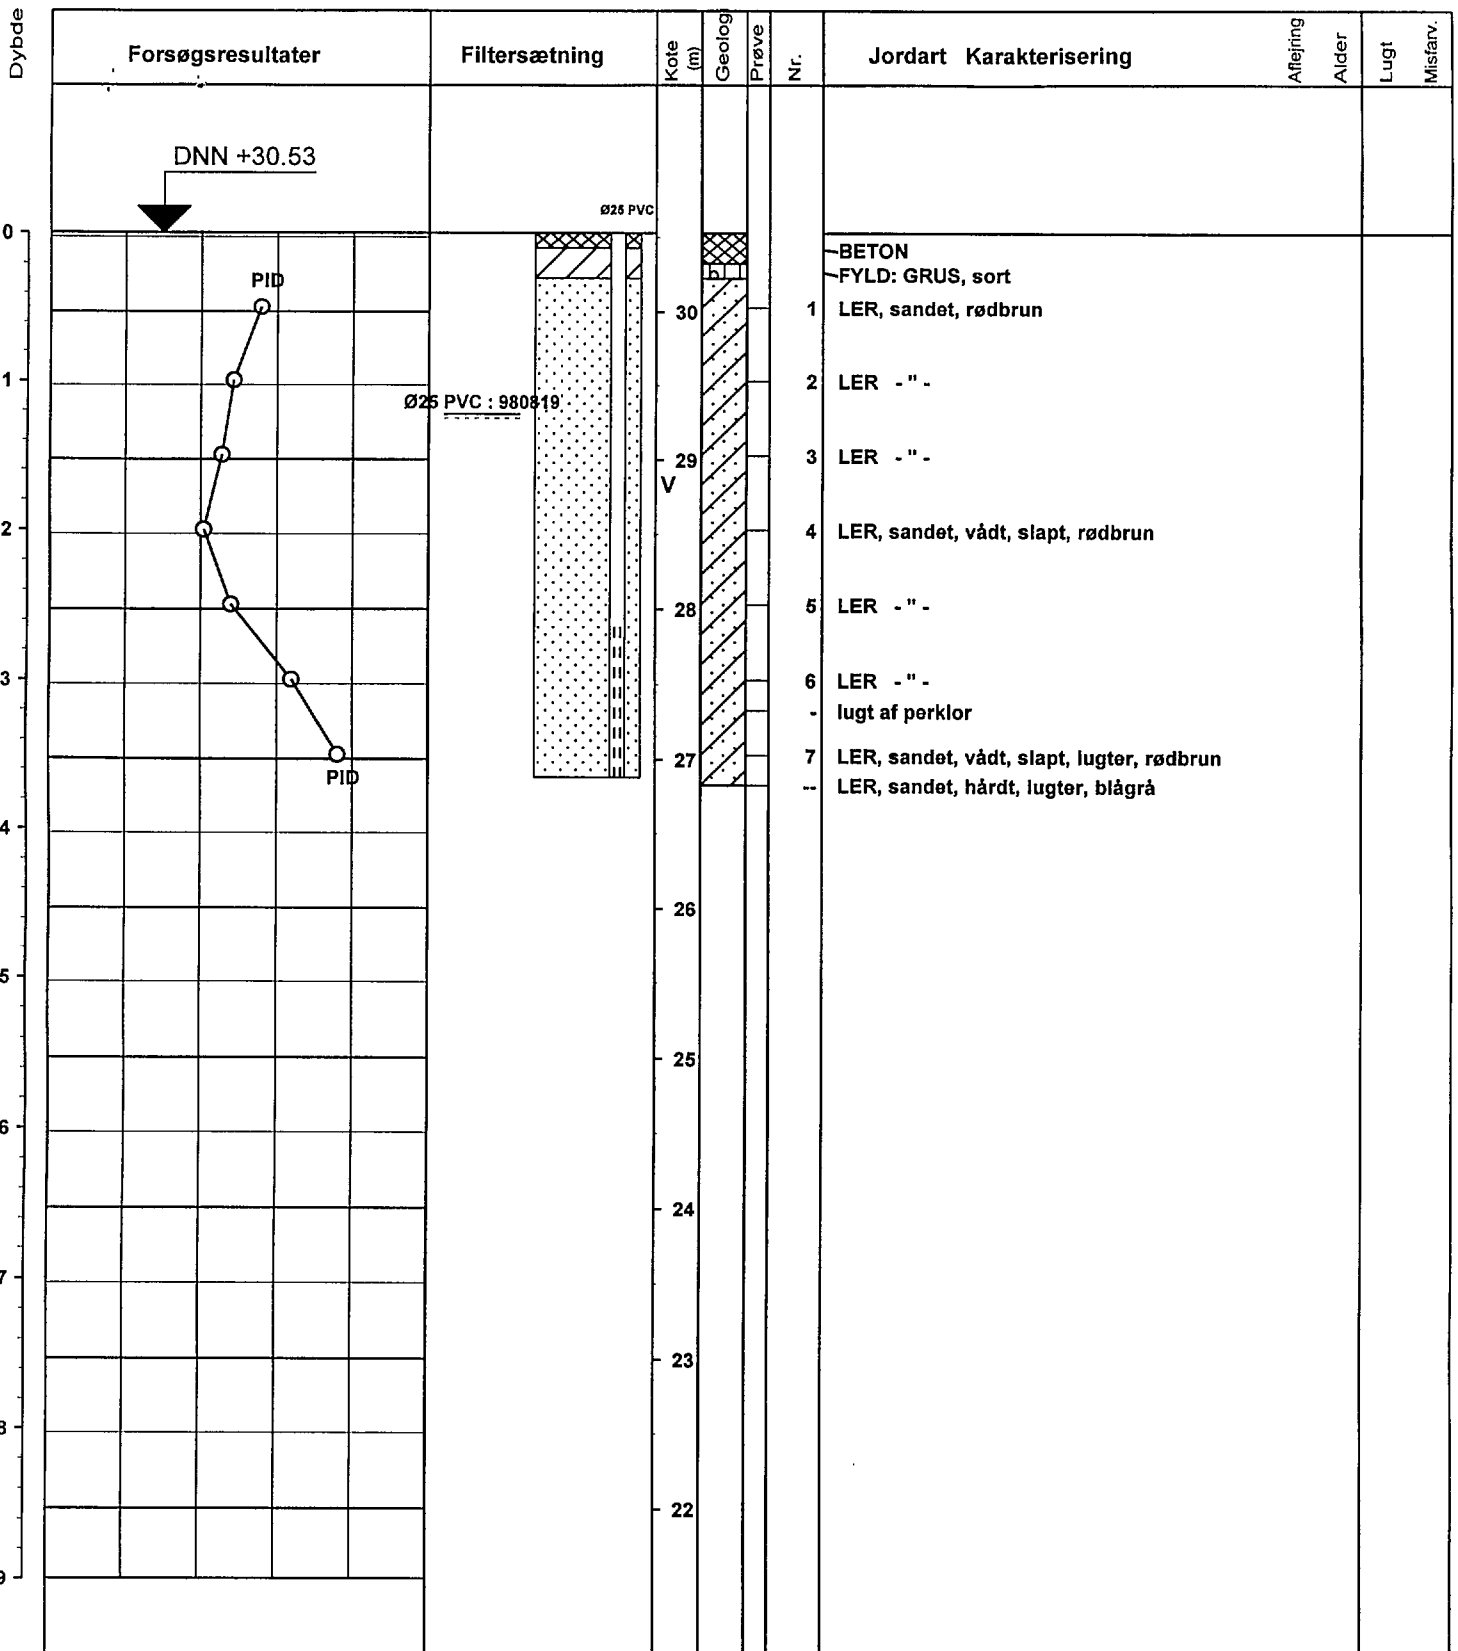 Dybde
Forsøgsresultater
Filtersætning
Kote (m)
Geologi
Prøve
Nr.
Jordart Karakterisering
Aflejring
Alder
Lugt
Misfarv.
DNN +30.53
Ø25 PVC
0
BETON
FYLD: GRUS, sort
PID
30
1 LER, sandet, rødbrun
1
2 LER - " -
Ø25 PVC : 980819
29
3 LER - " -
V
2
4 LER, sandet, vådt, slapt, rødbrun
28
5 LER - " -
3
6 LER - " -
- lugt af perklor
27
7 LER, sandet, vådt, slapt, lugter, rødbrun
PID
-- LER, sandet, hårdt, lugter, blågrå
4
26
5
25
6
24
7
23
8
22
9